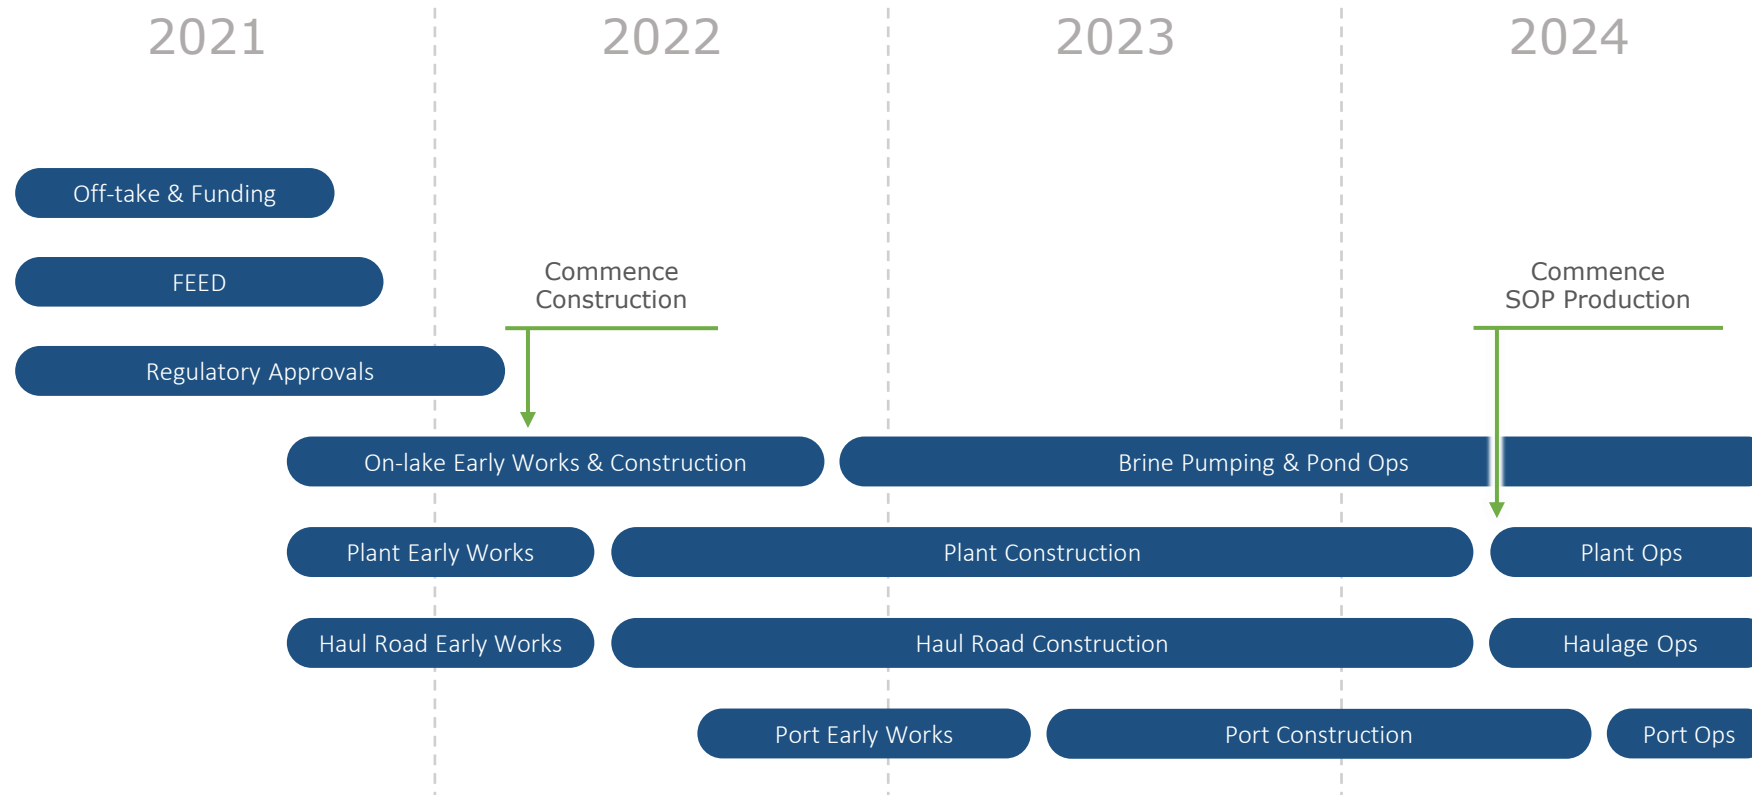 2021
2022
2023
2024
Off-take & Funding
FEED
Commence
Construction
Commence
SOP Production
Regulatory Approvals
On-lake Early Works & Construction
Brine Pumping & Pond Ops
Plant Early Works
Plant Construction
Plant Ops
Haul Road Early Works
Haul Road Construction
Haulage Ops
Port Early Works
Port Construction
Port Ops